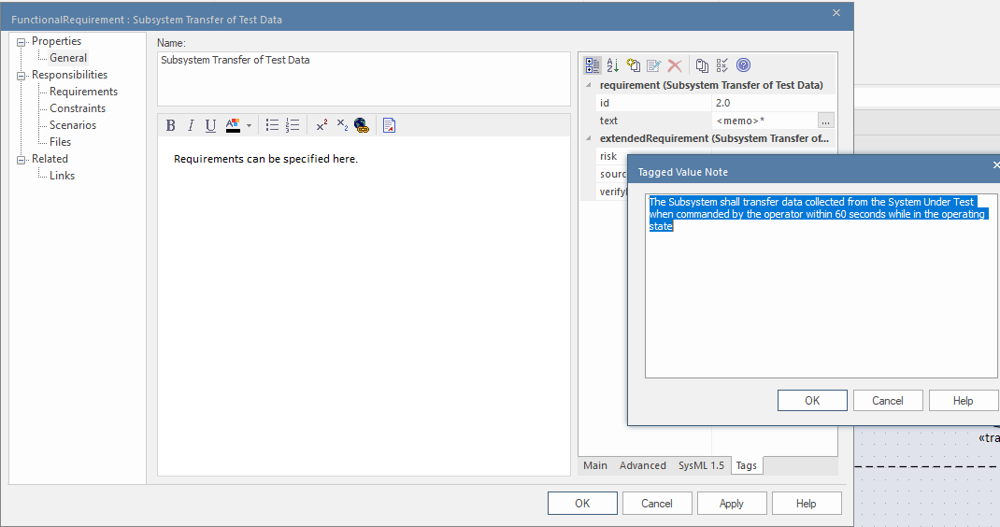 FunctionalRequirement : Subsystem Transfer of Test Data
Properties
General
Responsibilities
Requirements
Constraints
Scenarios
Files
Related
Links
Name:
Subsystem Transfer of Test Data
B I U A
Requirements can be specified here.
requirement (Subsystem Transfer of Test Data)
id 2.0
text <memo>* ...
extendedRequirement (Subsystem Transfer of...
risk
sourc
verifyl
Tagged Value Note
The Subsystem shall transfer data collected from the System Under Test
when commanded by the operator within 60 seconds while in the operating
state
OK Cancel Help
Main Advanced SysML 1.5 Tags
OK Cancel Apply Help
«tra